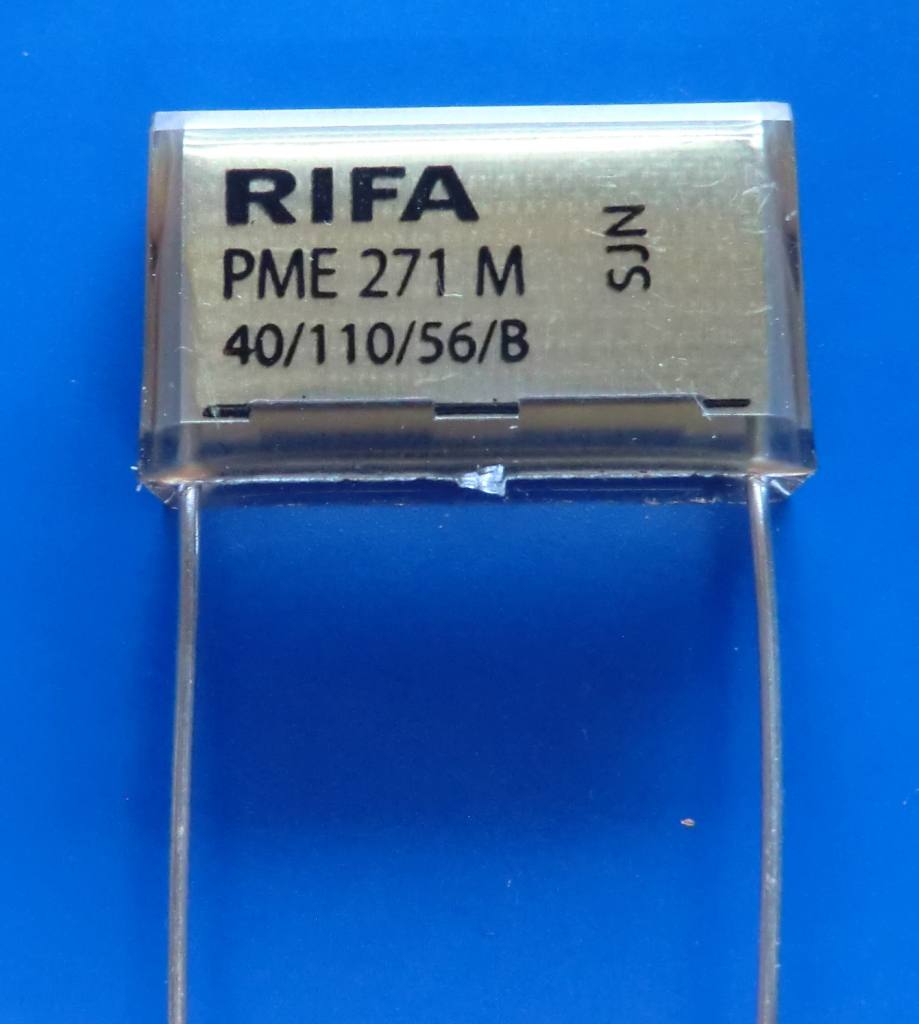 RIFA
PME 271 M
40/110/56/B
SJN